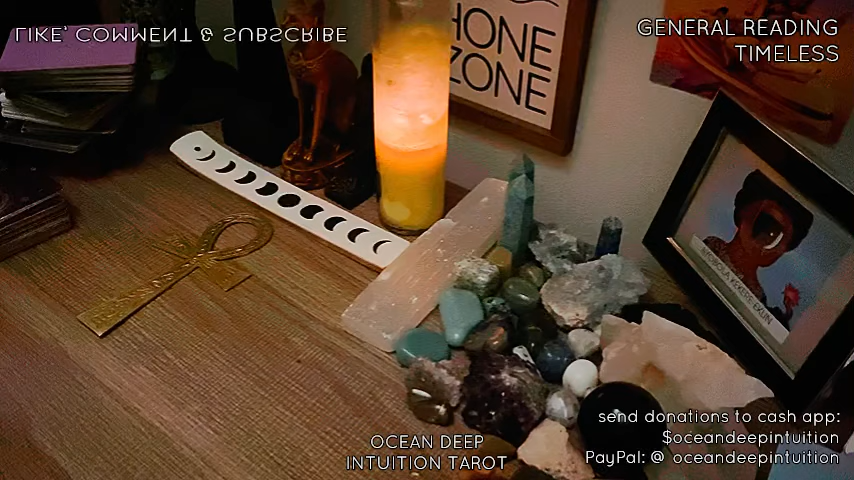 LIKE, COMMENT & SUBSCRIBE
GENERAL READING
TIMELESS
HONE
ZONE
OCEAN DEEP
INTUITION TAROT
send donations to cash app:
$oceandeepintuition
PayPal: @ oceandeepintuition